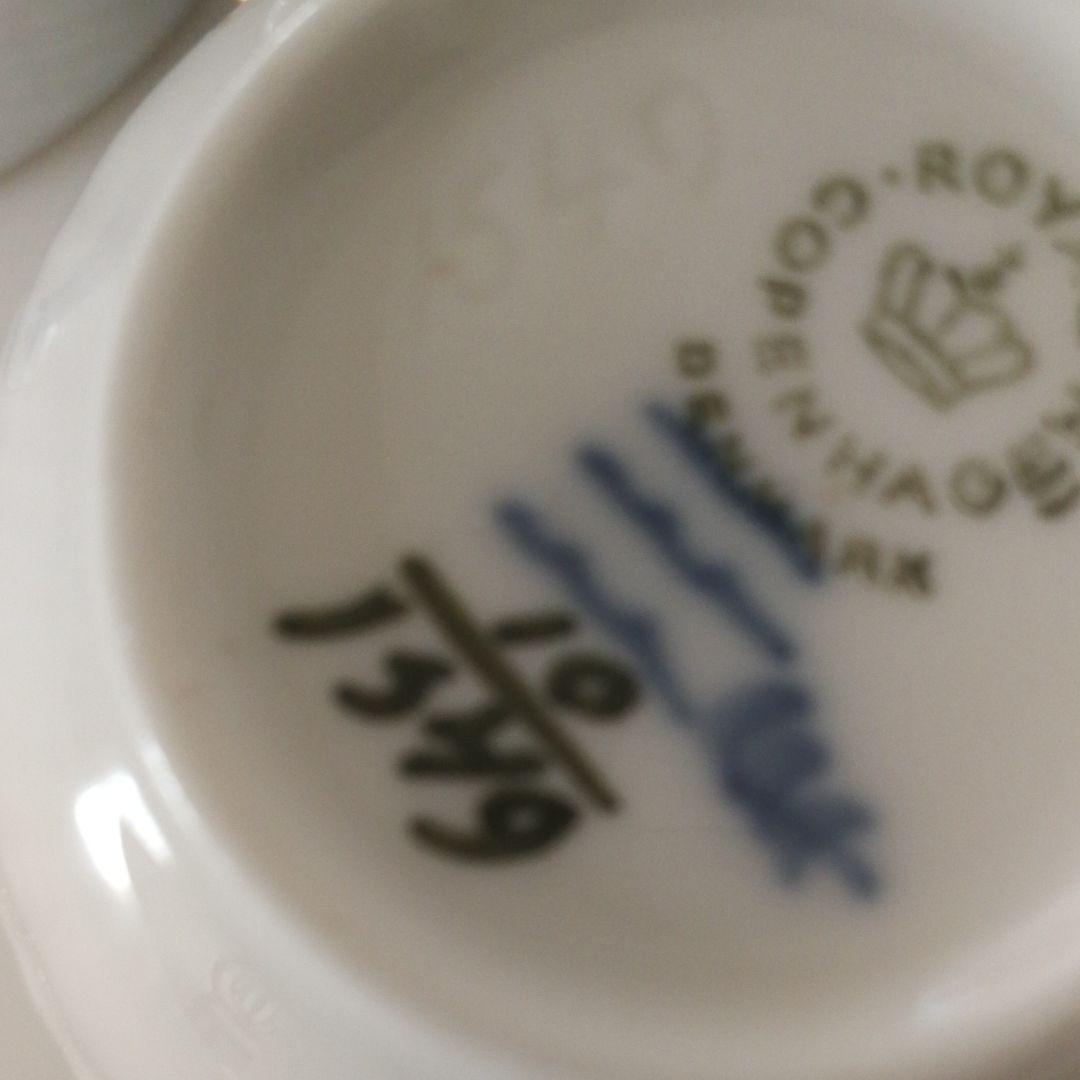 ROYAL COPENHAGEN
DENMARK
10
1549